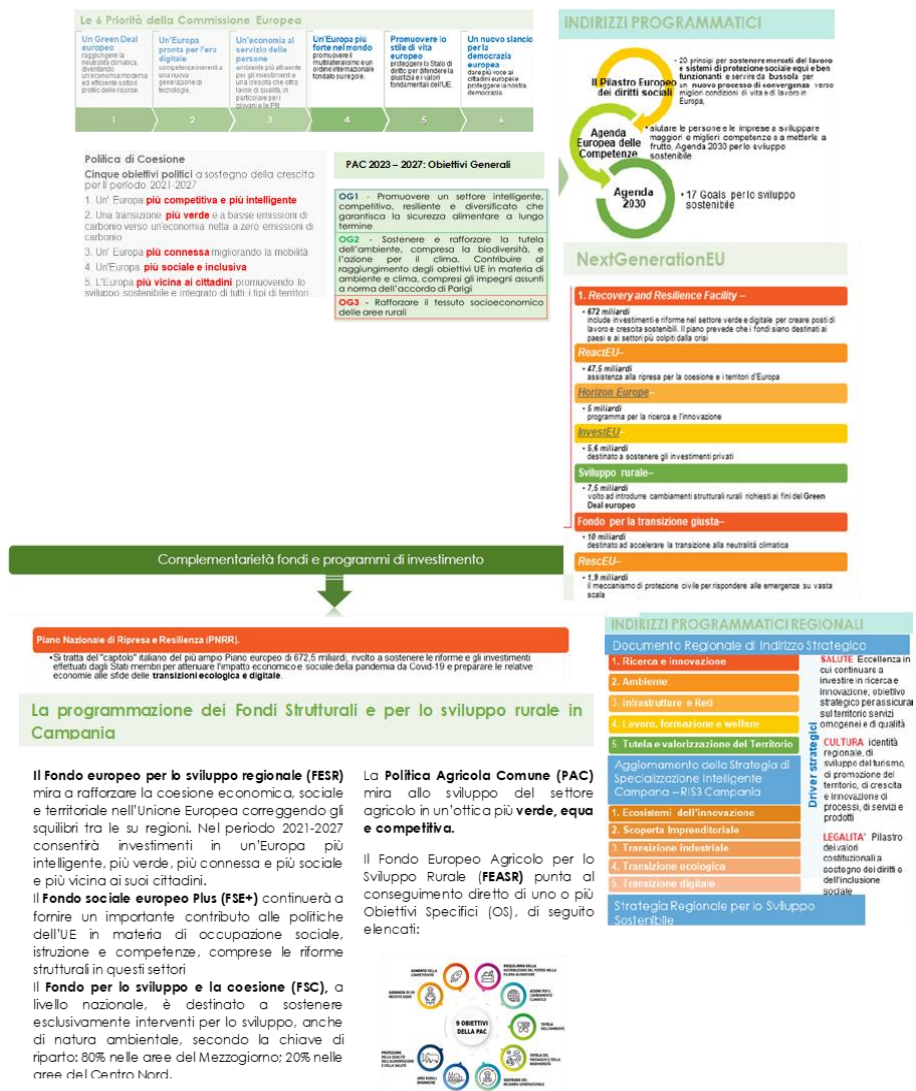 Le 6 Priorità della Commissione Europea
Un Green Deal
europeo
raggiungere la
neutralità climatica,
diventando
un'economia moderna
ed efficiente sotto il
profilo delle risorse.
Un'Europa
pronta per l'era
digitale
competenze inerenti a
una nuova
generazione di
tecnologie.
Un'economia al
servizio delle
persone
ambiente più attraente
per gli investimenti e
una crescita che offra
lavoro di qualità, in
particolare per i
giovani e le PMI
Un'Europa più
forte nel mondo
promuovere il
multilateralismo e un
ordine internazionale
fondato su regole.
Promuovere lo
stile di vita
europeo
proteggere lo Stato di
diritto per difendere la
giustizia e i valori
fondamentali dell'UE.
Un nuovo slancio
per la
democrazia
europea
dare più voce ai
cittadini europei e
proteggere la nostra
democrazia
1
2
3
4
5
6
Politica di Coesione
Cinque obiettivi politici a sostegno della crescita
per il periodo 2021-2027
1. Un' Europa più competitiva e più intelligente
2. Una transizione più verde e a basse emissioni di
carbonio verso un'economia netta a zero emissioni di
carbonio
3. Un' Europa più connessa migliorando la mobilità
4. Un'Europa più sociale e inclusiva
5. L'Europa più vicina ai cittadini promuovendo lo
sviluppo sostenibile e integrato di tutti i tipi di territori
PAC 2023 – 2027: Obiettivi Generali
OG1 - Promuovere un settore intelligente,
competitivo, resiliente e diversificato che
garantisca la sicurezza alimentare a lungo
termine
OG2 - Sostenere e rafforzare la tutela
dell'ambiente, compresa la biodiversità, e
l'azione per il clima. Contribuire al
raggiungimento degli obiettivi UE in materia di
ambiente e clima, compresi gli impegni assunti
a norma dell'accordo di Parigi
OG3 - Rafforzare il tessuto socioeconomico
delle aree rurali
INDIRIZZI PROGRAMMATICI
Il Pilastro Europeo
dei diritti sociali
• 20 principi per sostenere mercati del lavoro
e sistemi di protezione sociale equi e ben
funzionanti e servire da bussola per
un nuovo processo di convergenza verso
migliori condizioni di vita e di lavoro in
Europa,
Agenda
Europea delle
Competenze
• aiutare le persone e le imprese a sviluppare
maggiori e migliori competenze e a metterle a
frutto, Agenda 2030 per lo sviluppo
sostenibile
Agenda
2030
• 17 Goals per lo sviluppo
sostenibile
NextGenerationEU
1. Recovery and Resilience Facility –
• 672 miliardi
include investimenti e riforme nel settore verde e digitale per creare posti di
lavoro e crescita sostenibili. Il piano prevede che i fondi siano destinati ai
paesi e ai settori più colpiti dalla crisi
ReactEU–
• 47,5 miliardi
assistenza alla ripresa per la coesione e i territori d'Europa
Horizon Europe–
• 5 miliardi
programma per la ricerca e l'innovazione
InvestEU–
• 5,6 miliardi
destinato a sostenere gli investimenti privati
Sviluppo rurale–
• 7,5 miliardi
volto ad introdurre cambiamenti strutturali rurali richiesti ai fini del Green
Deal europeo
Fondo per la transizione giusta–
• 10 miliardi
destinato ad accelerare la transizione alla neutralità climatica
RescEU–
• 1,9 miliardi
il meccanismo di protezione civile per rispondere alle emergenze su vasta
scala
Complementarietà fondi e programmi di investimento
Piano Nazionale di Ripresa e Resilienza (PNRR).
•Si tratta del "capitolo" italiano del più ampio Piano europeo di 672,5 miliardi, rivolto a sostenere le riforme e gli investimenti
effettuati dagli Stati membri per attenuare l'impatto economico e sociale della pandemia da Covid-19 e preparare le relative
economie alle sfide delle transizioni ecologica e digitale.
INDIRIZZI PROGRAMMATICI REGIONALI
Documento Regionale di Indirizzo Strategico
1. Ricerca e innovazione
2. Ambiente.
3. Infrastrutture e Reti
4. Lavoro, formazione e welfare
5. Tutela e valorizzazione del Territorio
Aggiornamento della Strategia di
Specializzazione Intelligente
Campana – RIS3 Campania
1. Ecosistemi dell'innovazione
2. Scoperta Imprenditoriale
3. Transizione industriale
4. Transizione ecologica
5. Transizione digitale
Strategia Regionale per lo Sviluppo
Sostenibile
Driver strategici
SALUTE Eccellenza in
cui continuare a
investire in ricerca e
innovazione, obiettivo
strategico per assicurare
sul territorio servizi
omogenei e di qualità
CULTURA identità
regionale, di
sviluppo del turismo,
di promozione del
territorio, di crescita
e innovazione di
processi, di servizi e
prodotti
LEGALITA' Pilastro
dei valori
costituzionali a
sostegno dei diritti e
dell'inclusione
sociale
La programmazione dei Fondi Strutturali e per lo sviluppo rurale in
Campania
Il Fondo europeo per lo sviluppo regionale (FESR)
mira a rafforzare la coesione economica, sociale
e territoriale nell'Unione Europea correggendo gli
squilibri tra le su regioni. Nel periodo 2021-2027
consentirà investimenti in un'Europa più
intelligente, più verde, più connessa e più sociale
e più vicina ai suoi cittadini.
Il Fondo sociale europeo Plus (FSE+) continuerà a
fornire un importante contributo alle politiche
dell'UE in materia di occupazione sociale,
istruzione e competenze, comprese le riforme
strutturali in questi settori
Il Fondo per lo sviluppo e la coesione (FSC), a
livello nazionale, è destinato a sostenere
esclusivamente interventi per lo sviluppo, anche
di natura ambientale, secondo la chiave di
riparto: 80% nelle aree del Mezzogiorno; 20% nelle
aree del Centro Nord.
La Politica Agricola Comune (PAC)
mira allo sviluppo del settore
agricolo in un'ottica più verde, equa
e competitiva.
Il Fondo Europeo Agricolo per lo
Sviluppo Rurale (FEASR) punta al
conseguimento diretto di uno o più
Obiettivi Specifici (OS), di seguito
elencati:
9 OBIETTIVI
DELLA PAC
AUMENTO DELLA
COMPETITIVITÀ
TUTELA
DELL'AMBIENTE
AREE RURALI
DINAMICHE